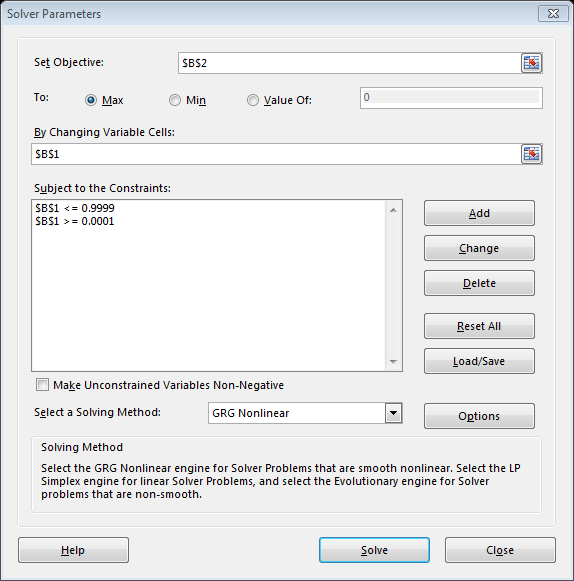 Solver Parameters
Set Objective:
$B$2
To:
Max
Min
Value Of:
0
By Changing Variable Cells:
$B$1
Subject to the Constraints:
$B$1 <= 0.9999
$B$1 >= 0.0001
Add
Change
Delete
Reset All
Load/Save
Make Unconstrained Variables Non-Negative
Select a Solving Method:
GRG Nonlinear
Options
Solving Method
Select the GRG Nonlinear engine for Solver Problems that are smooth nonlinear. Select the LP
Simplex engine for linear Solver Problems, and select the Evolutionary engine for Solver
problems that are non-smooth.
Help
Solve
Close